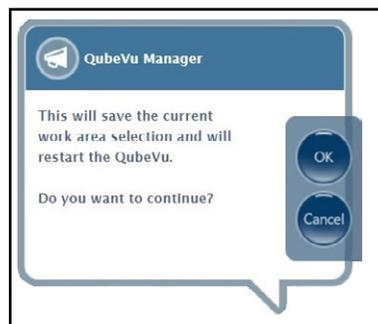 QubeVu Manager
This will save the current
work area selection and will
restart the QubeVu.
Do you want to continue?
OK
Cancel